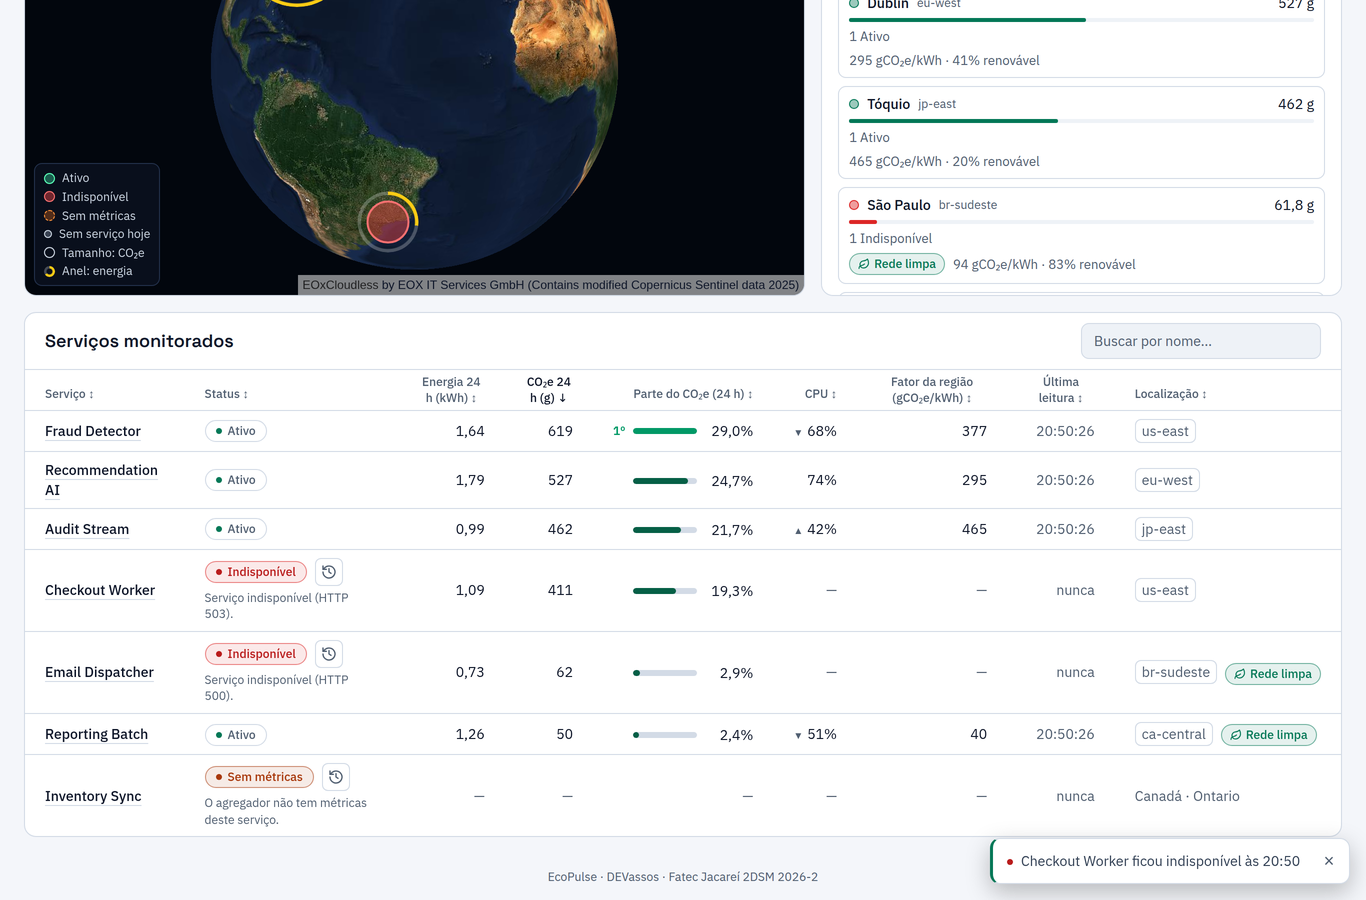 Ativo
Indisponível
Sem métricas
Sem serviço hoje
Tamanho: CO₂e
Anel: energia
EOxCloudless by EOX IT Services GmbH (Contains modified Copernicus Sentinel data 2025)
Dublin eu-west 527 g
1 Ativo
295 gCO₂e/kWh · 41% renovável
Tóquio jp-east 462 g
1 Ativo
465 gCO₂e/kWh · 20% renovável
São Paulo br-sudeste 61,8 g
1 Indisponível
Rede limpa 94 gCO₂e/kWh · 83% renovável
Serviços monitorados
Buscar por nome...
Serviço ↕ Status ↕ Energia 24 h (kWh) ↕ CO₂e 24 h (g) ↓ Parte do CO₂e (24 h) ↕ CPU ↕ Fator da região (gCO₂e/kWh) ↕ Última leitura ↕ Localização ↕
Fraud Detector Ativo 1,64 619 1º 29,0% ▼ 68% 377 20:50:26 us-east
Recommendation AI Ativo 1,79 527 24,7% 74% 295 20:50:26 eu-west
Audit Stream Ativo 0,99 462 21,7% ▲ 42% 465 20:50:26 jp-east
Checkout Worker Indisponível 1,09 411 19,3% — — nunca us-east
Serviço indisponível (HTTP
503).
Email Dispatcher Indisponível 0,73 62 2,9% — — nunca br-sudeste Rede limpa
Serviço indisponível (HTTP
500).
Reporting Batch Ativo 1,26 50 2,4% ▼ 51% 40 20:50:26 ca-central Rede limpa
Inventory Sync Sem métricas — — — — — nunca Canadá · Ontario
O agregador não tem métricas
deste serviço.
Checkout Worker ficou indisponível às 20:50 ✕
EcoPulse · DEVassos · Fatec Jacareí 2DSM 2026-2